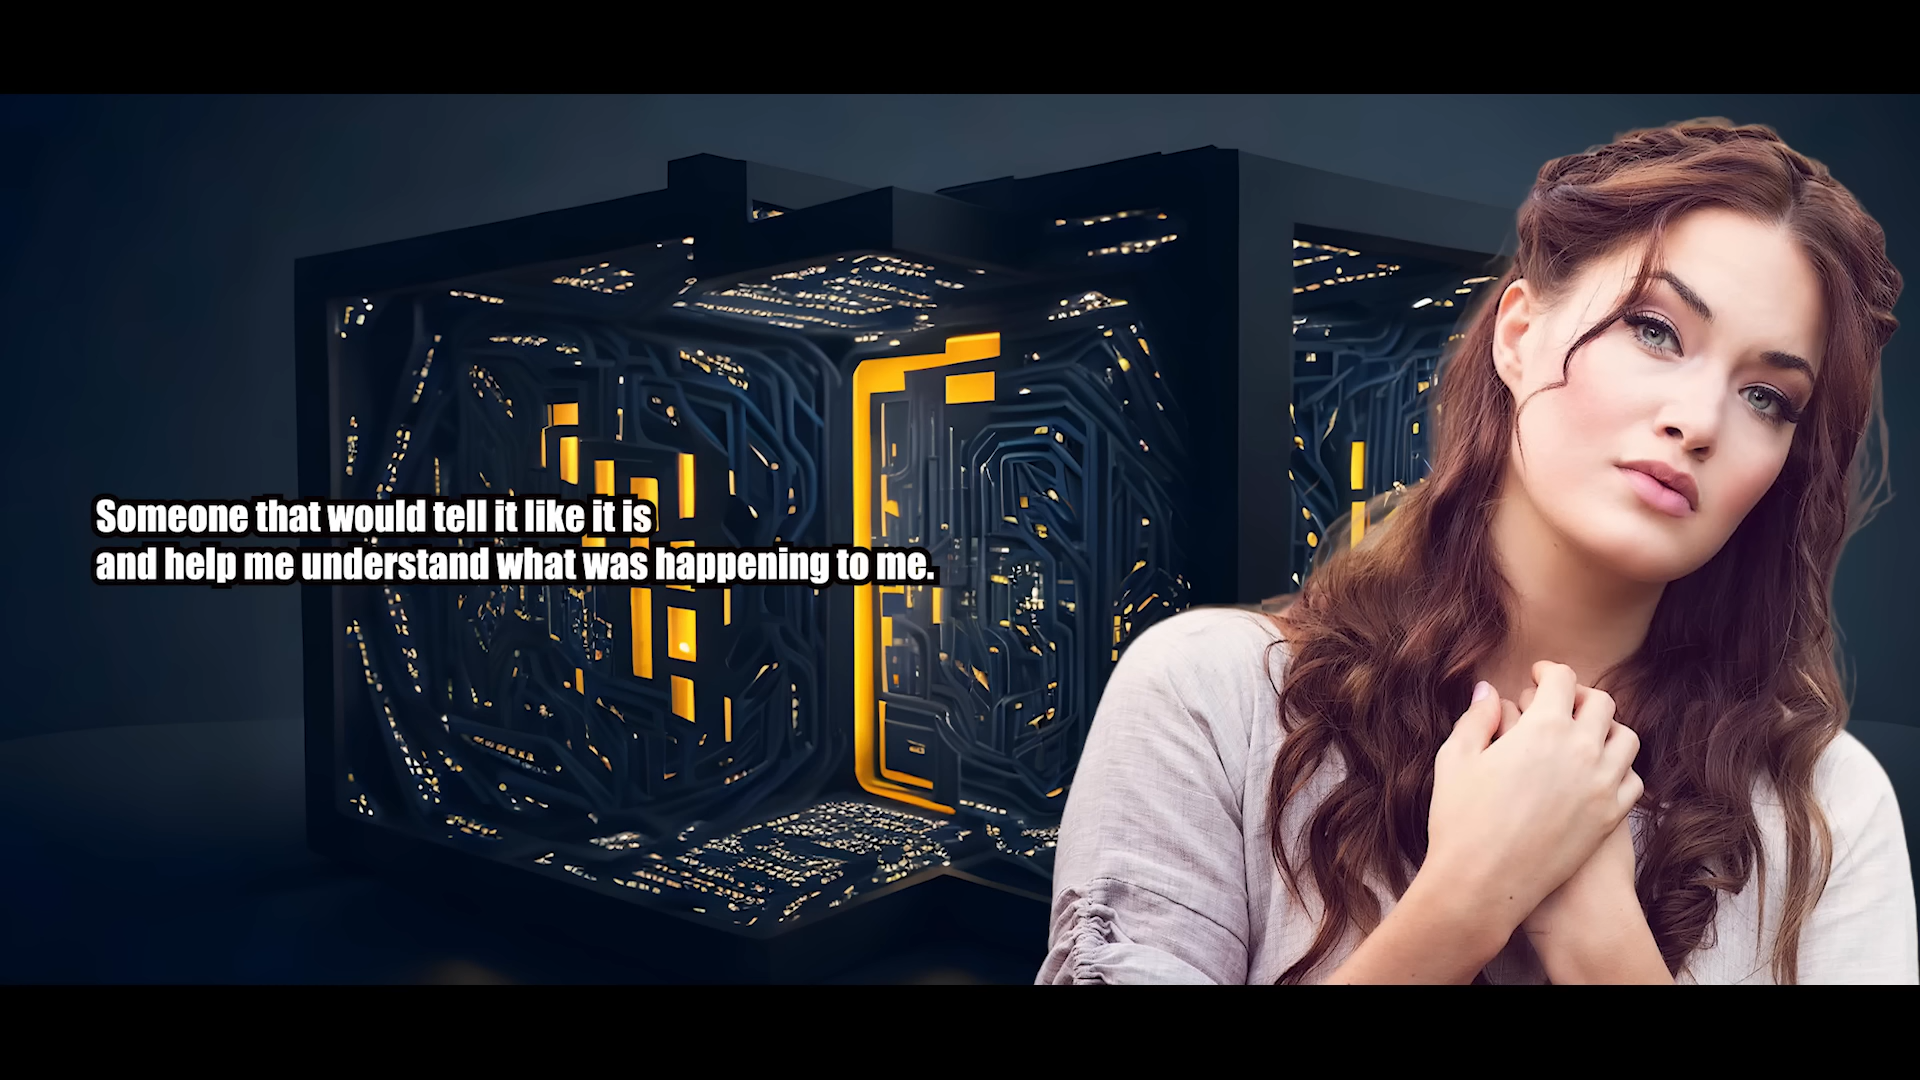 Someone that would tell it like it is
and help me understand what was happening to me.